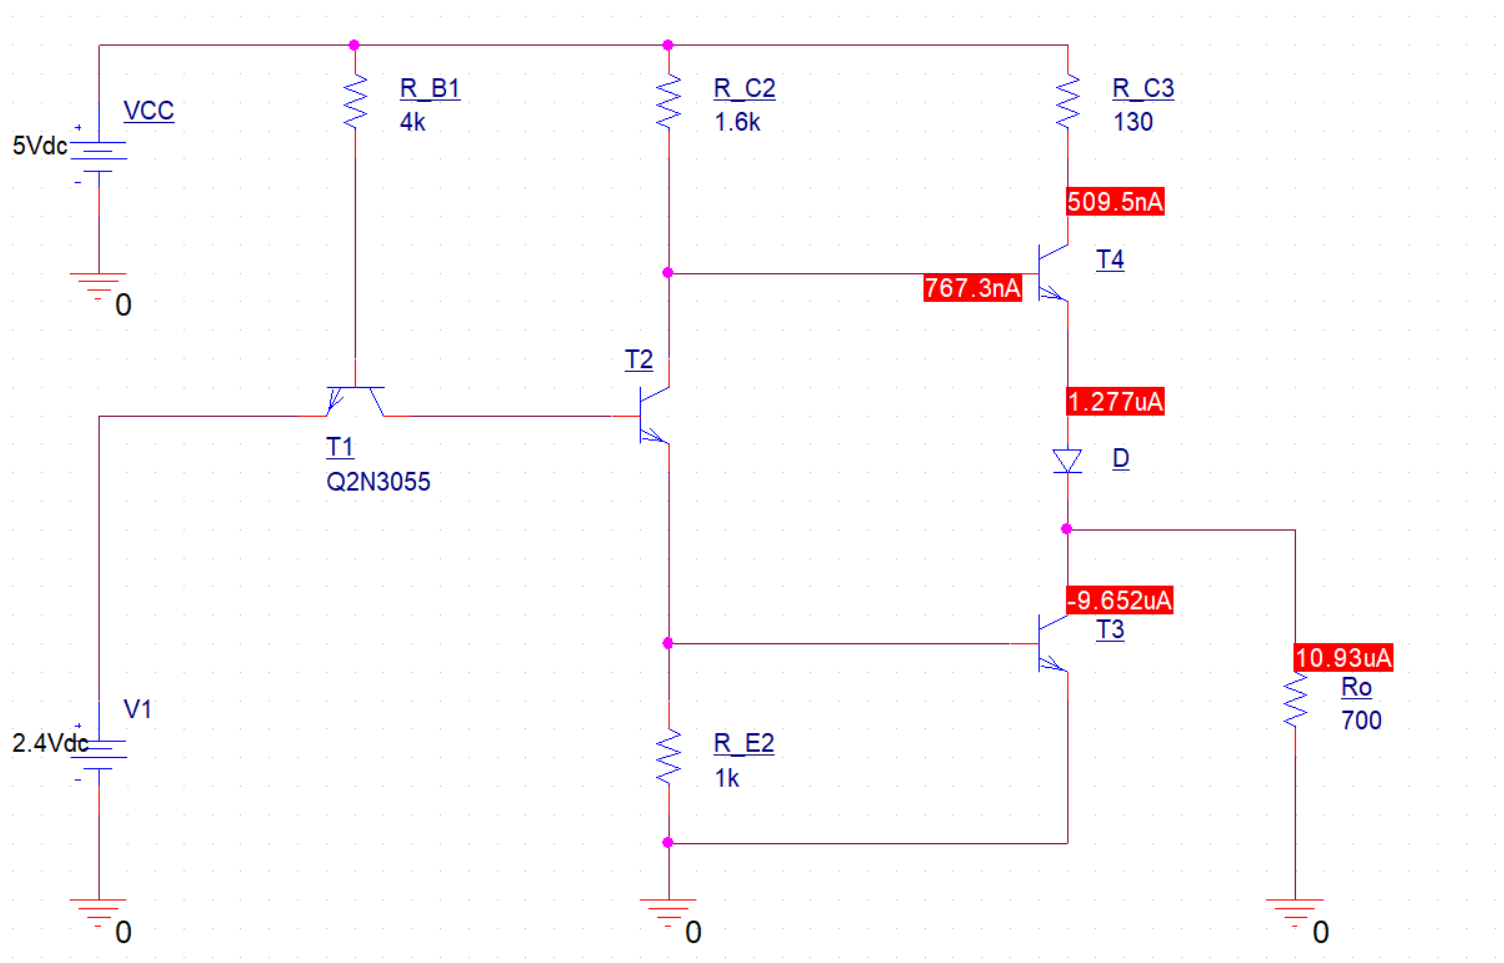 VCC
5Vdc
+
-
0
R_B1
4k
R_C2
1.6k
R_C3
130
509.5nA
T4
767.3nA
T2
1.277uA
T1
Q2N3055
D
-9.652uA
T3
10.93uA
Ro
700
V1
+
2.4Vdc
-
R_E2
1k
0
0
0